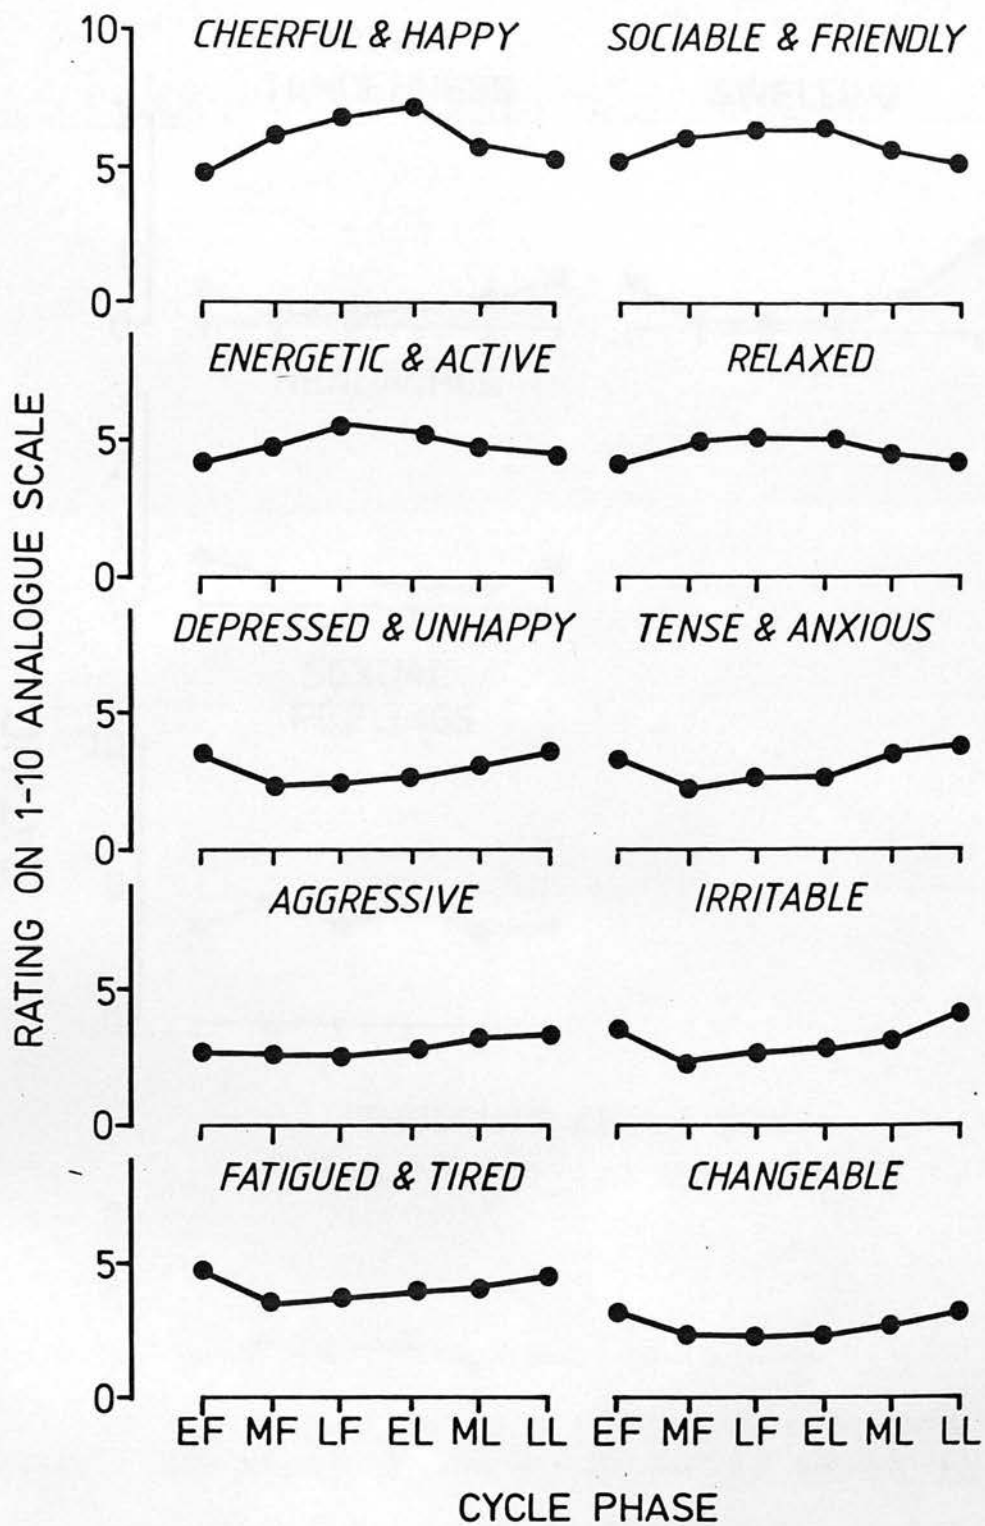 10
CHEERFUL & HAPPY
SOCIABLE & FRIENDLY
5
0
ENERGETIC & ACTIVE
RELAXED
5
0
DEPRESSED & UNHAPPY
TENSE & ANXIOUS
5
0
AGGRESSIVE
IRRITABLE
5
0
FATIGUED & TIRED
CHANGEABLE
5
0
EF MF LF EL ML LL
EF MF LF EL ML LL
CYCLE PHASE
RATING ON 1-10 ANALOGUE SCALE